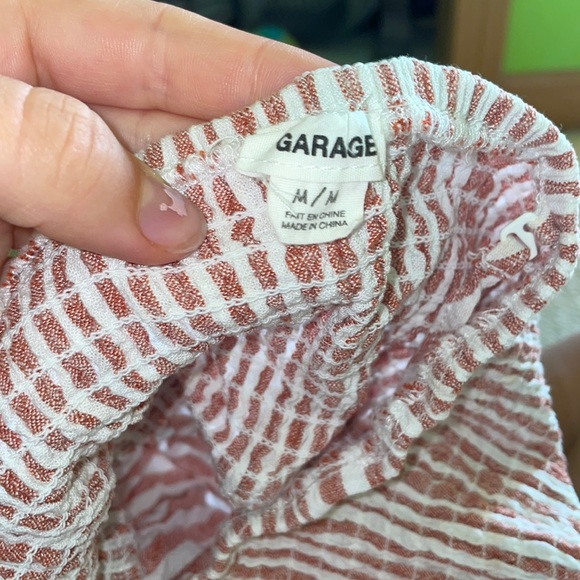 GARAGE
M / M
FAIT EN CHINE
MADE IN CHINA